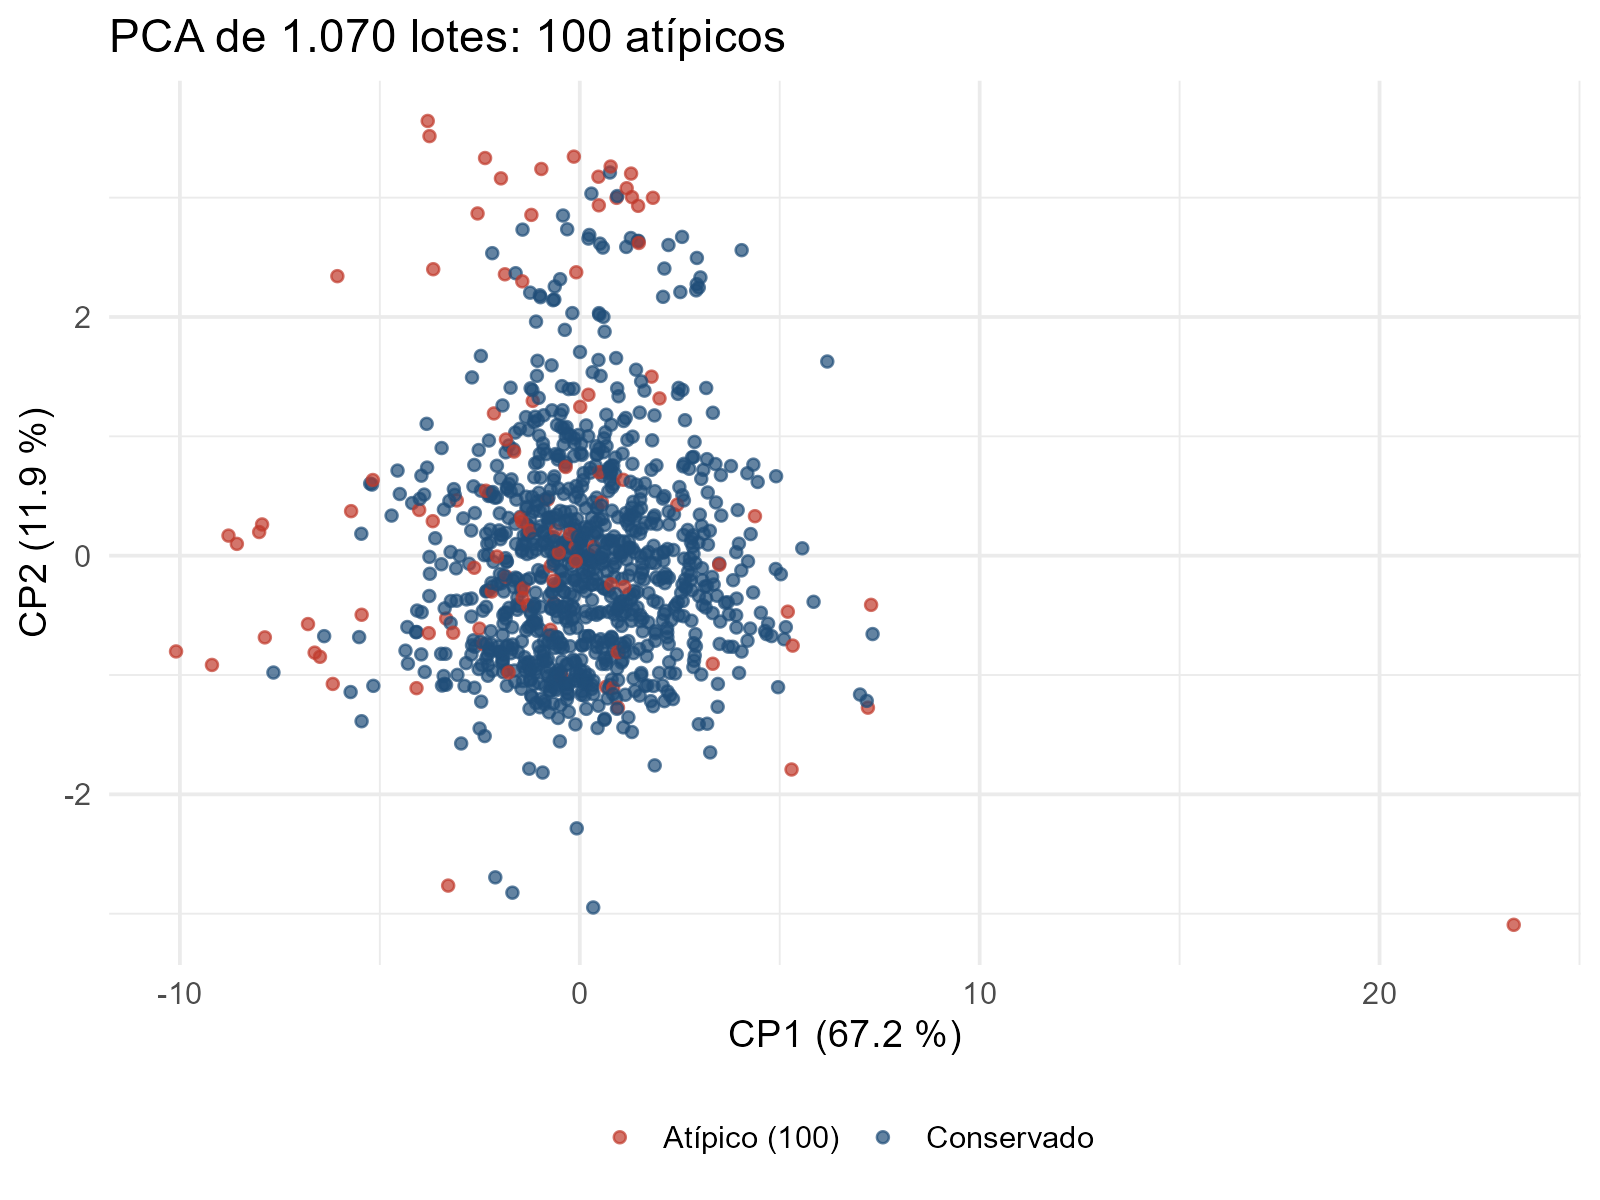 PCA de 1.070 lotes: 100 atípicos
CP2 (11.9 %)
2
0
-2
-10
0
10
20
CP1 (67.2 %)
Atípico (100)
Conservado